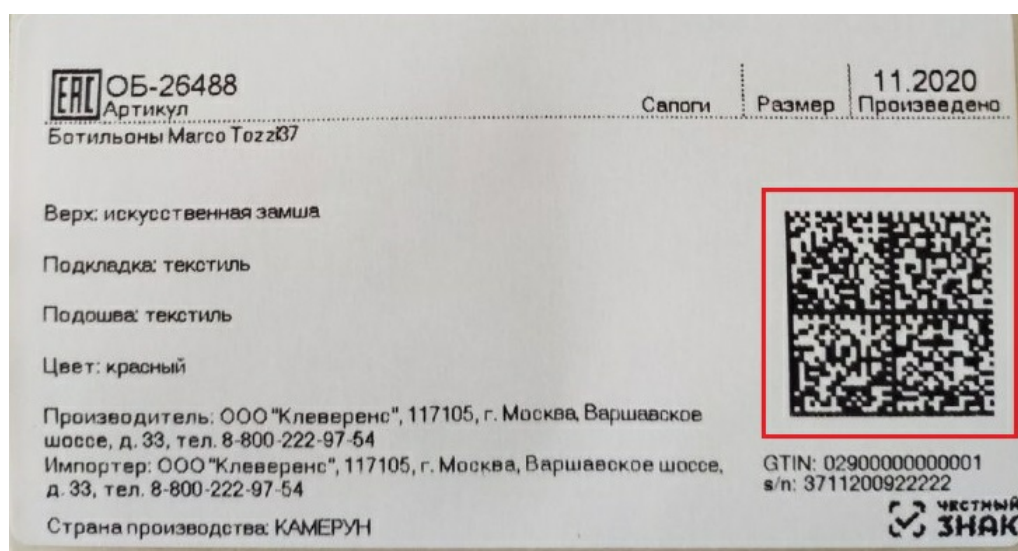 EAC ОБ-26488
Артикул
Сапоги
Размер
11.2020
Произведено
Ботильоны Marco Tozzi37
Верх: искусственная замша
Подкладка: текстиль
Подошва: текстиль
Цвет: красный
Производитель: ООО "Клеверенс", 117105, г. Москва, Варшавское
шоссе, д. 33, тел. 8-800-222-97-54
Импортер: ООО "Клеверенс", 117105, г. Москва, Варшавское шоссе,
д. 33, тел. 8-800-222-97-54
Страна производства: КАМЕРУН
GTIN: 02900000000001
s/n: 3711200922222
ЧЕСТНЫЙ
ЗНАК